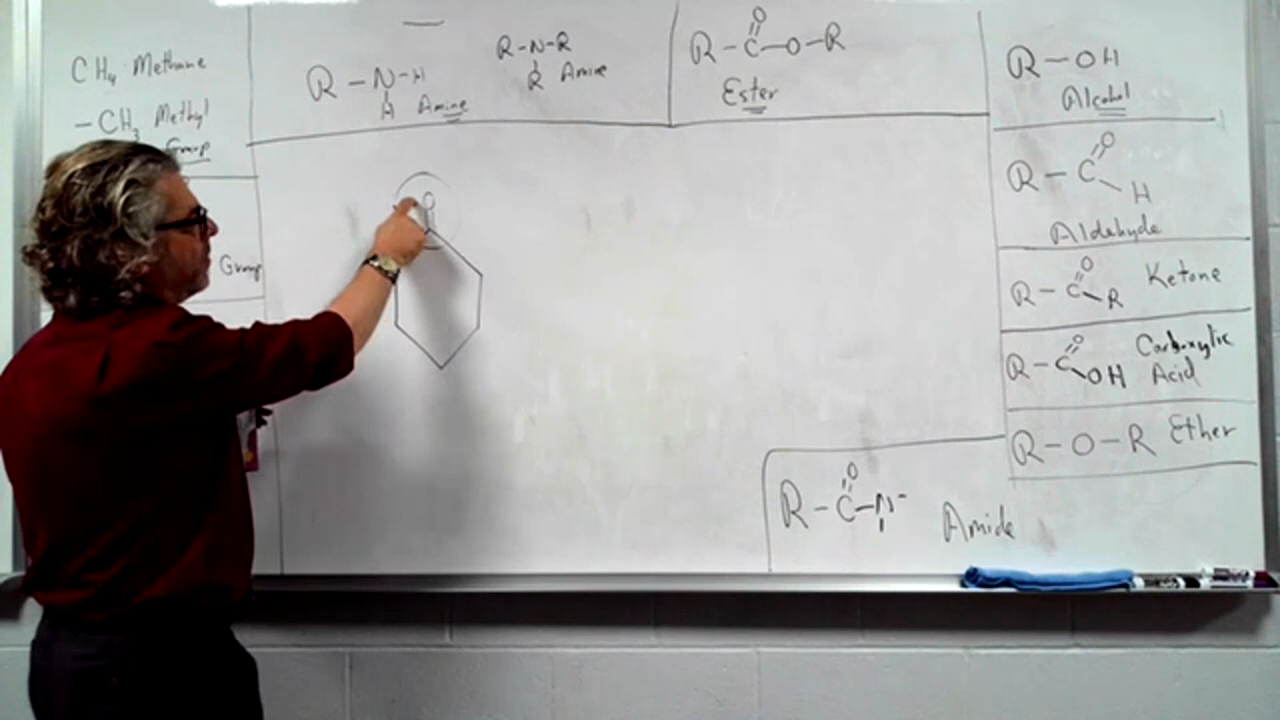 CH4 Methane
-CH3 Methyl
Group
Group
R-N-H
H Amine
R-N-R
R Amine
O
R-C-O-R
Ester
O
R-OH
Alcohol
O
R-C
H
Aldehyde
O
R-C-R Ketone
O
R-C-OH Carboxylic
Acid
R-O-R Ether
O
R-C-N-
Amide